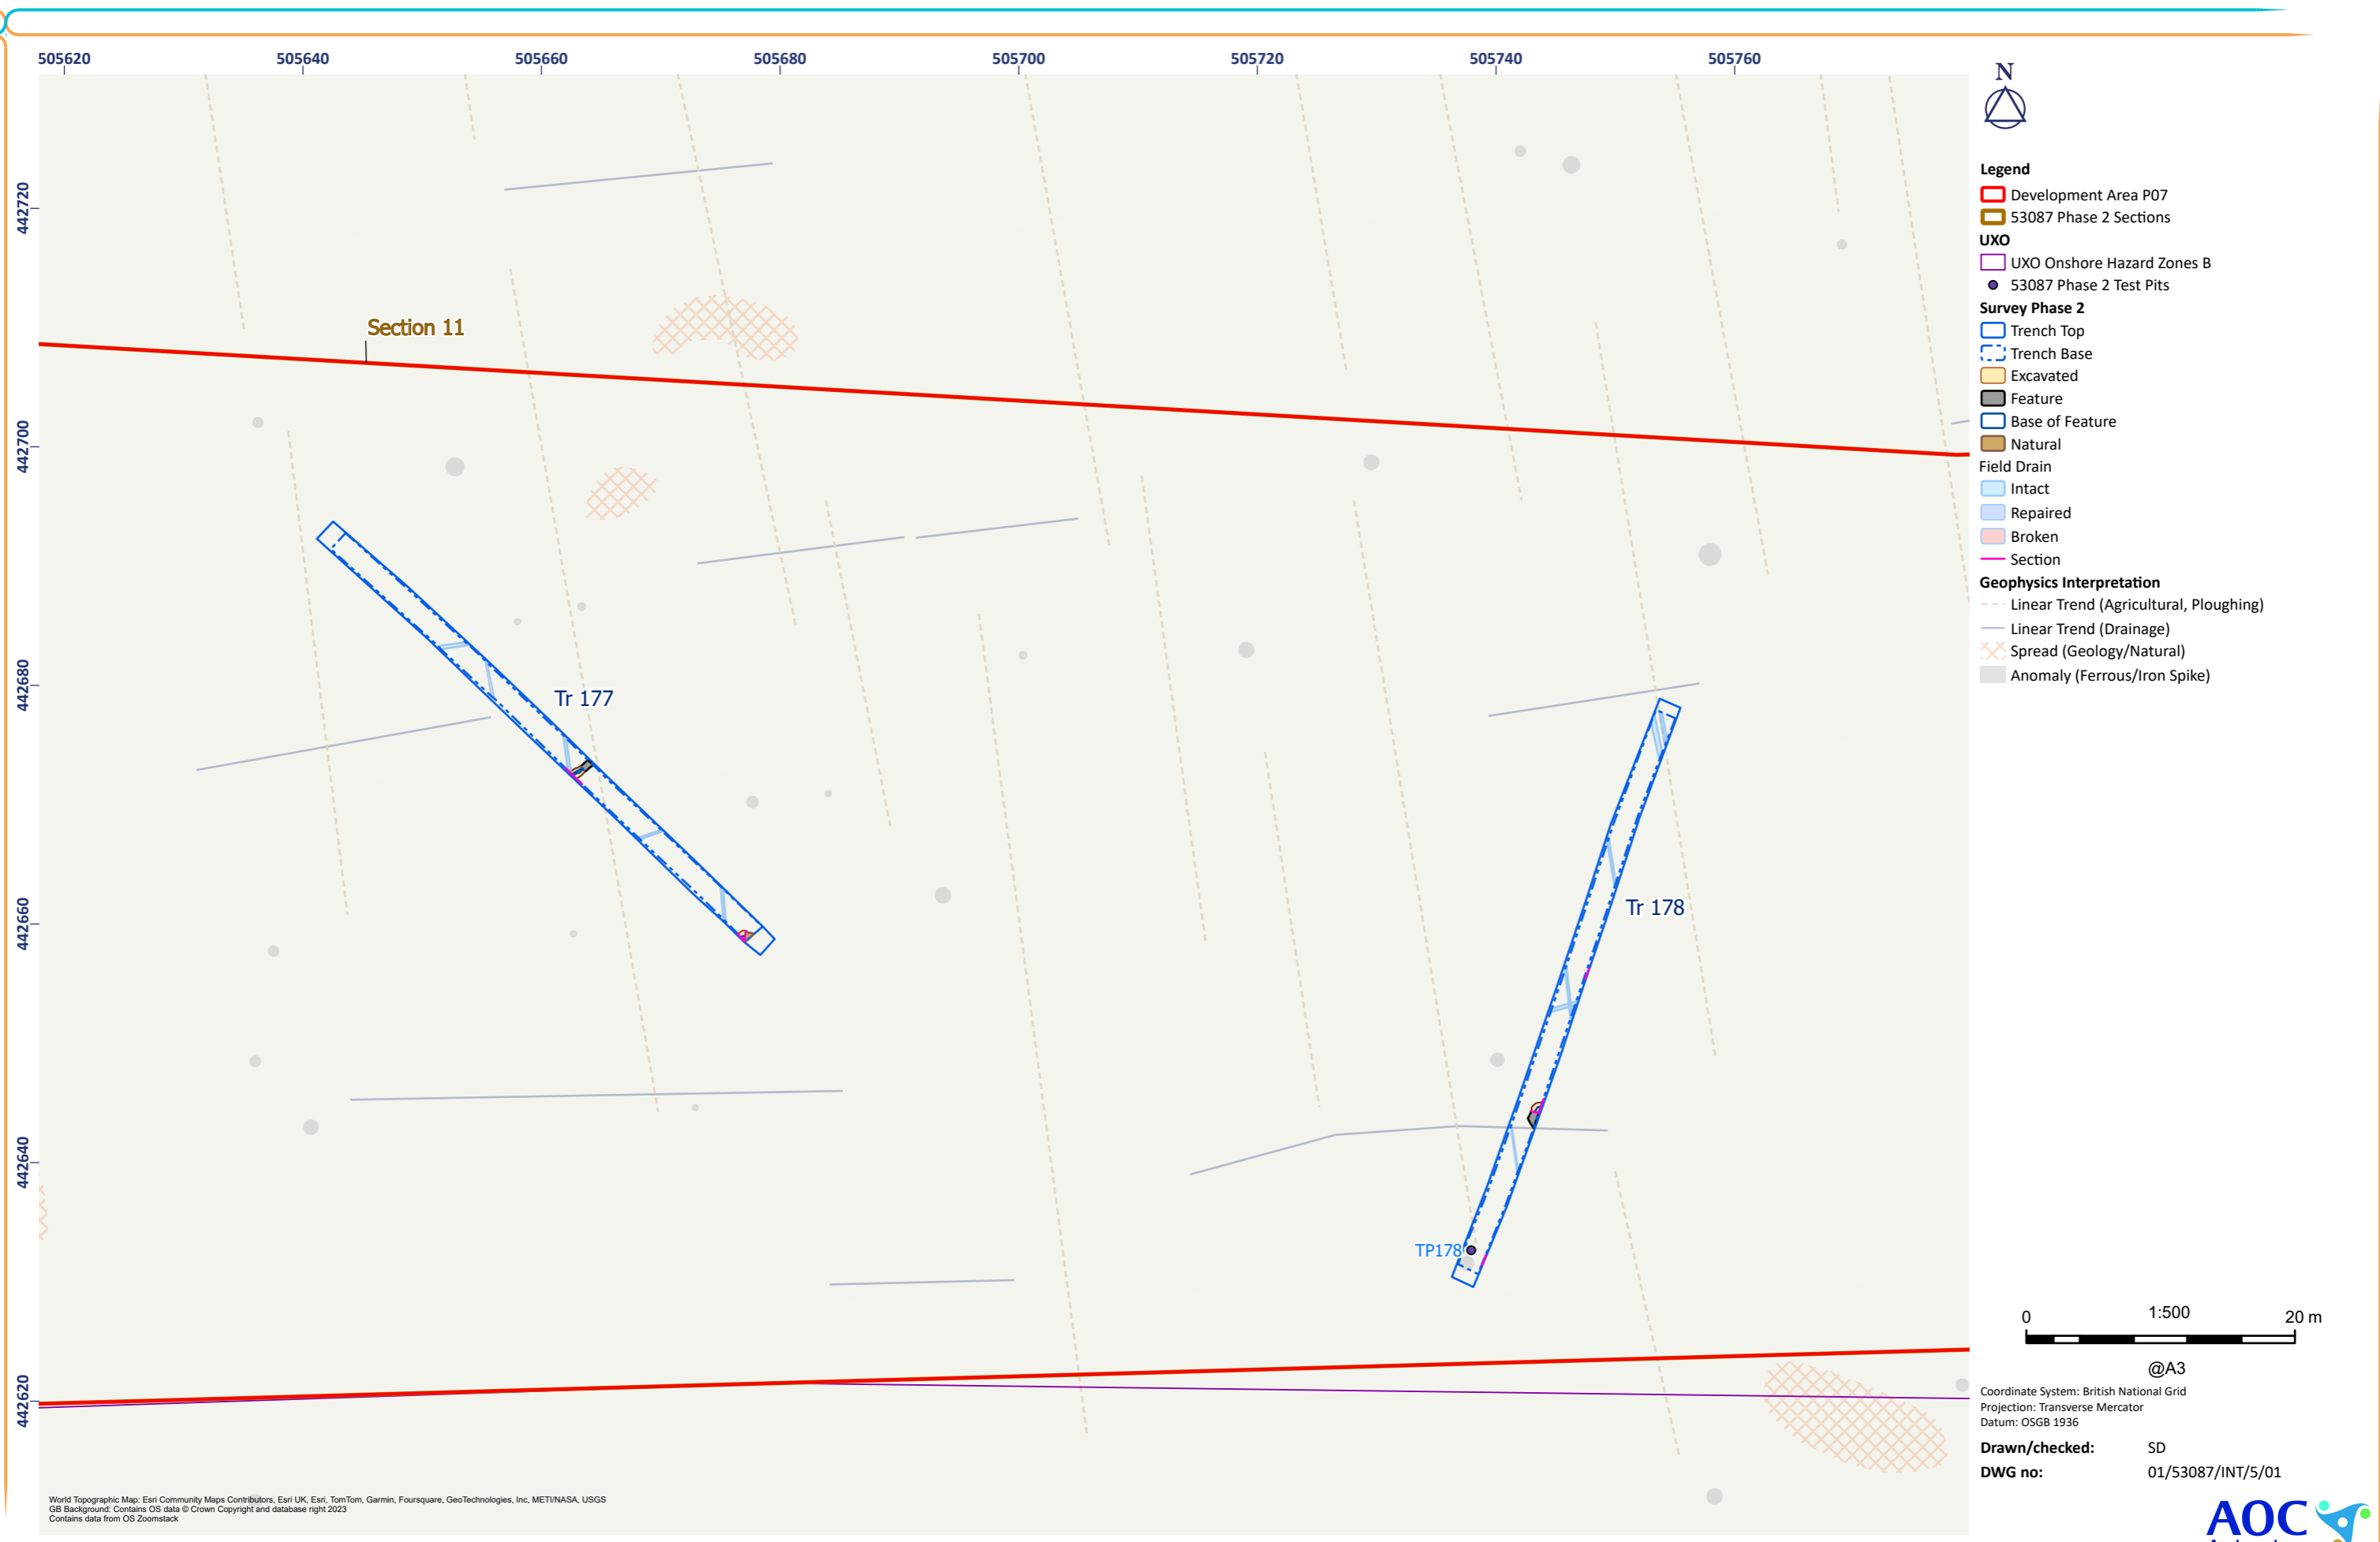 505620 505640 505660 505680 505700 505720 505740 505760
442720
442700
442680
442660
442640
442620
Section 11
Tr 177
Tr 178
TP178
N
Legend
Development Area P07
53087 Phase 2 Sections
UXO
UXO Onshore Hazard Zones B
53087 Phase 2 Test Pits
Survey Phase 2
Trench Top
Trench Base
Excavated
Feature
Base of Feature
Natural
Field Drain
Intact
Repaired
Broken
Section
Geophysics Interpretation
Linear Trend (Agricultural, Ploughing)
Linear Trend (Drainage)
Spread (Geology/Natural)
Anomaly (Ferrous/Iron Spike)
0 1:500 20 m
@A3
Coordinate System: British National Grid
Projection: Transverse Mercator
Datum: OSGB 1936
Drawn/checked: SD
DWG no: 01/53087/INT/5/01
World Topographic Map: Esri Community Maps Contributors, Esri UK, Esri, TomTom, Garmin, Foursquare, GeoTechnologies, Inc, METI/NASA, USGS
GB Background: Contains OS data © Crown Copyright and database right 2023
Contains data from OS Zoomstack
AOC